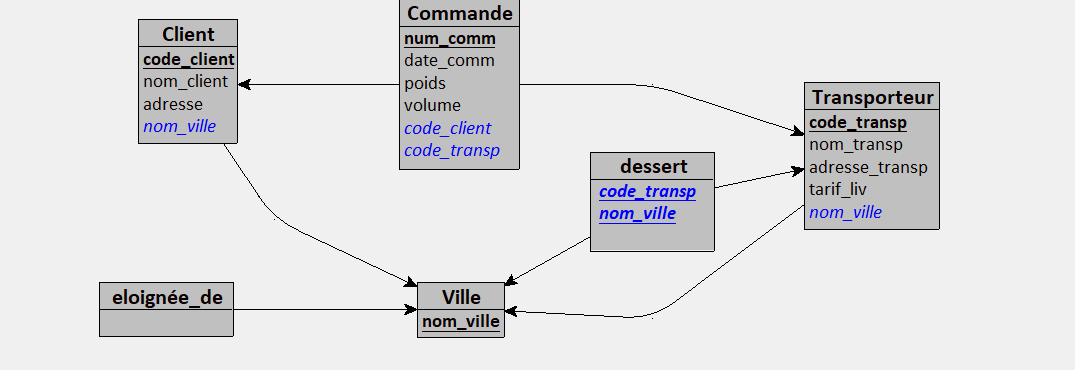 Client
code_client
nom_client
adresse
nom_ville
Commande
num_comm
date_comm
poids
volume
code_client
code_transp
Transporteur
code_transp
nom_transp
adresse_transp
tarif_liv
nom_ville
dessert
code_transp
nom_ville
eloignée_de
Ville
nom_ville